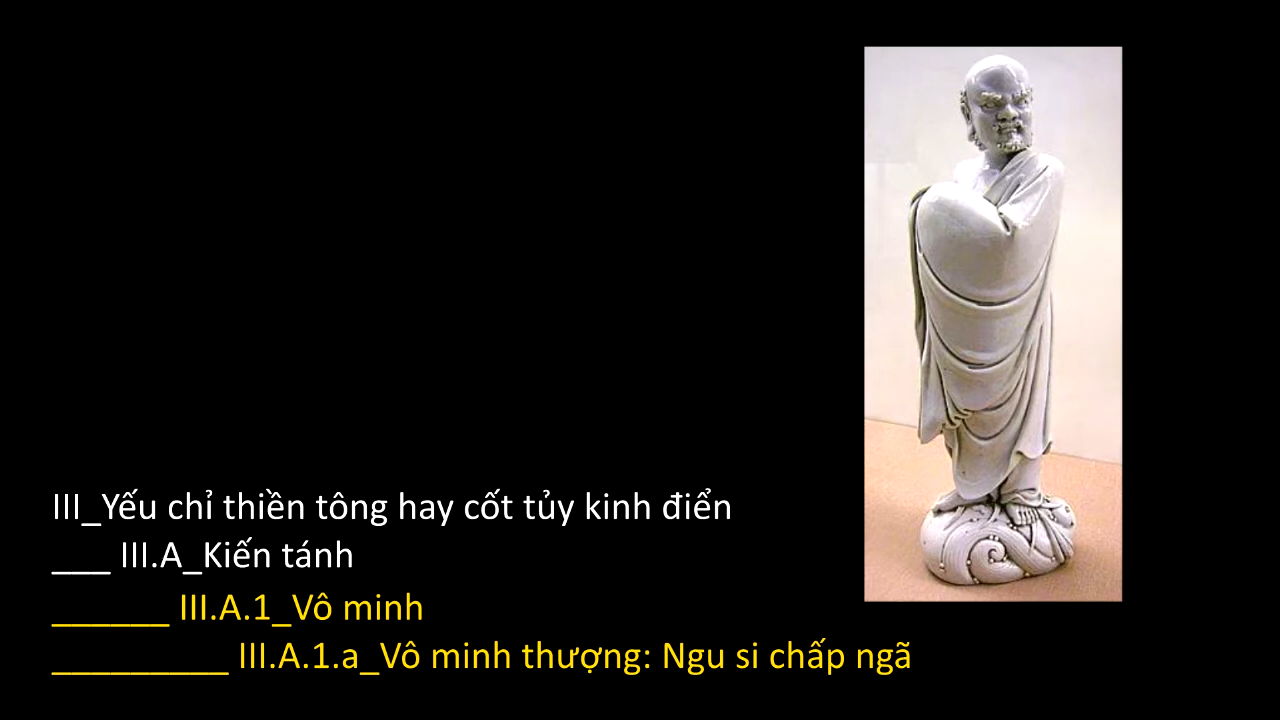 III_Yếu chỉ thiền tông hay cốt tủy kinh điển
___ III.A_Kiến tánh
______ III.A.1_Vô minh
_________ III.A.1.a_Vô minh thượng: Ngu si chấp ngã